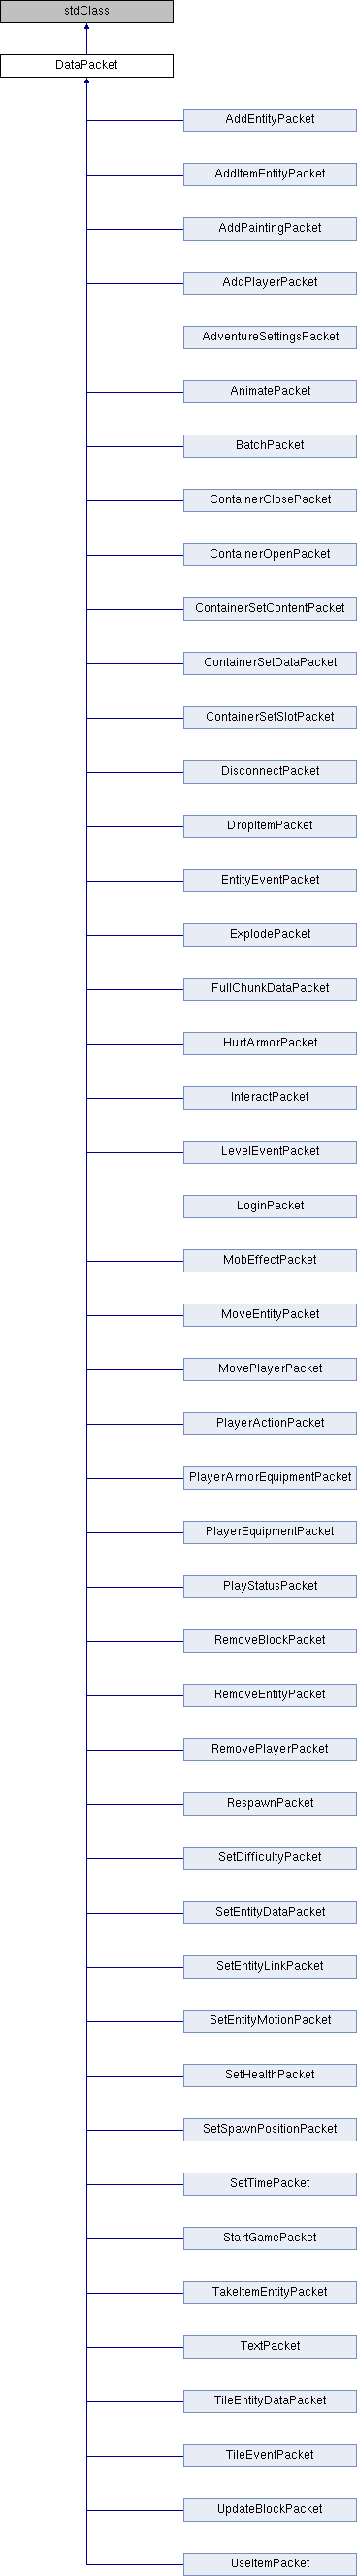 stdClass
DataPacket
AddEntityPacket
AddItemEntityPacket
AddPaintingPacket
AddPlayerPacket
AdventureSettingsPacket
AnimatePacket
BatchPacket
ContainerClosePacket
ContainerOpenPacket
ContainerSetContentPacket
ContainerSetDataPacket
ContainerSetSlotPacket
DisconnectPacket
DropItemPacket
EntityEventPacket
ExplodePacket
FullChunkDataPacket
HurtArmorPacket
InteractPacket
LevelEventPacket
LoginPacket
MobEffectPacket
MoveEntityPacket
MovePlayerPacket
PlayerActionPacket
PlayerArmorEquipmentPacket
PlayerEquipmentPacket
PlayStatusPacket
RemoveBlockPacket
RemoveEntityPacket
RemovePlayerPacket
RespawnPacket
SetDifficultyPacket
SetEntityDataPacket
SetEntityLinkPacket
SetEntityMotionPacket
SetHealthPacket
SetSpawnPositionPacket
SetTimePacket
StartGamePacket
TakeItemEntityPacket
TextPacket
TileEntityDataPacket
TileEventPacket
UpdateBlockPacket
UseItemPacket